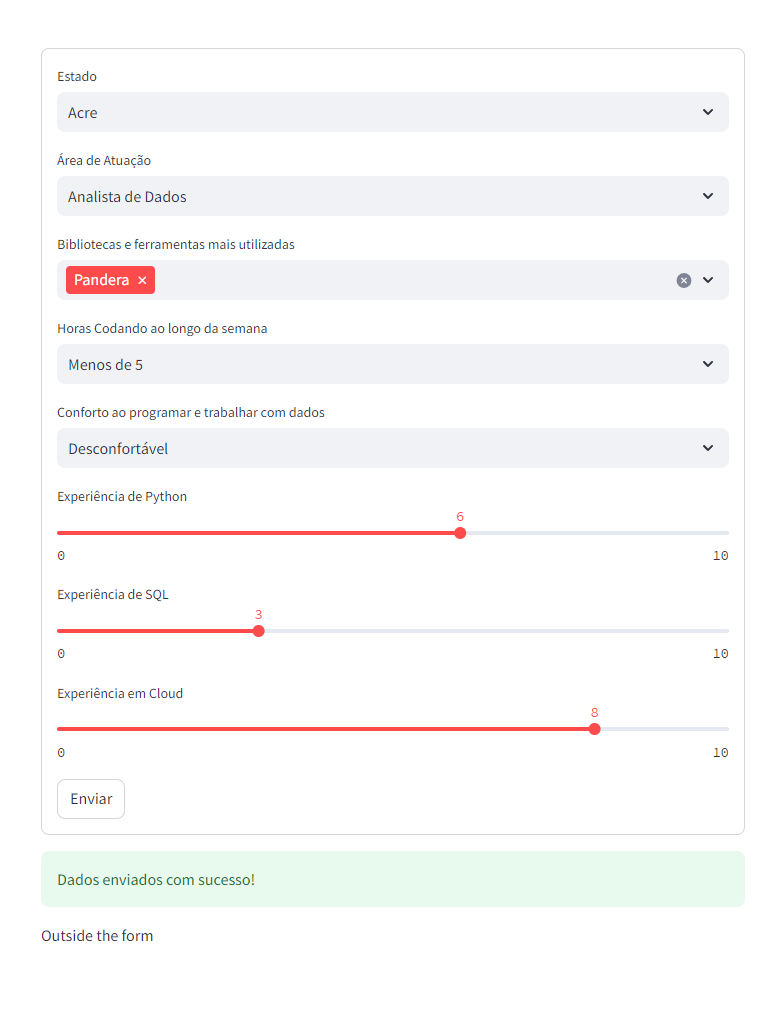 Estado
Acre
Área de Atuação
Analista de Dados
Bibliotecas e ferramentas mais utilizadas
Pandera
Horas Codando ao longo da semana
Menos de 5
Conforto ao programar e trabalhar com dados
Desconfortável
Experiência de Python
6
0 10
Experiência de SQL
3
0 10
Experiência em Cloud
8
0 10
Enviar
Dados enviados com sucesso!
Outside the form